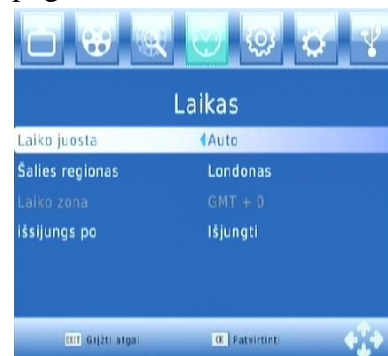 Laikas
Laiko juosta Auto
Šalies regionas Londonas
Laiko zona GMT + 0
išsijungs po Išjungti
EXIT Grįžti atgal OK Patvirtinti